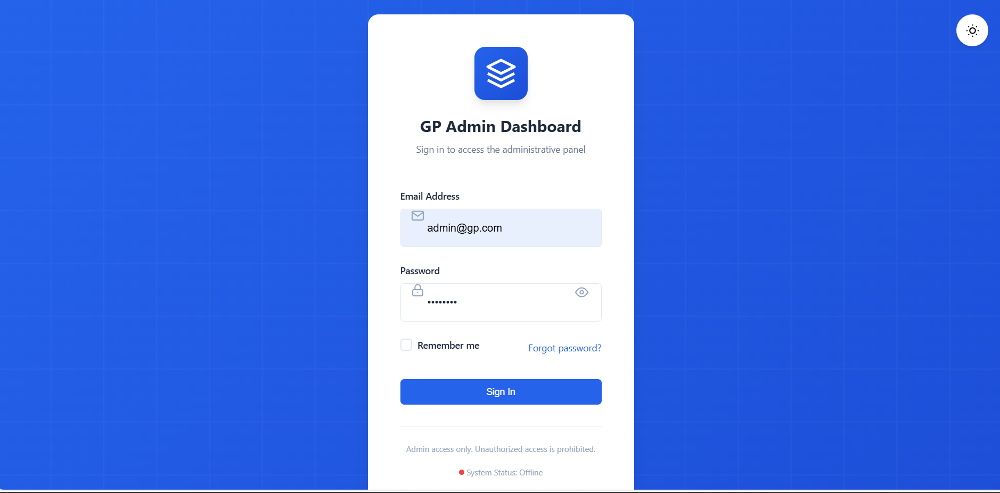 GP Admin Dashboard
Sign in to access the administrative panel
Email Address
admin@gp.com
Password
••••••••
Remember me
Forgot password?
Sign In
Admin access only. Unauthorized access is prohibited.
System Status: Offline